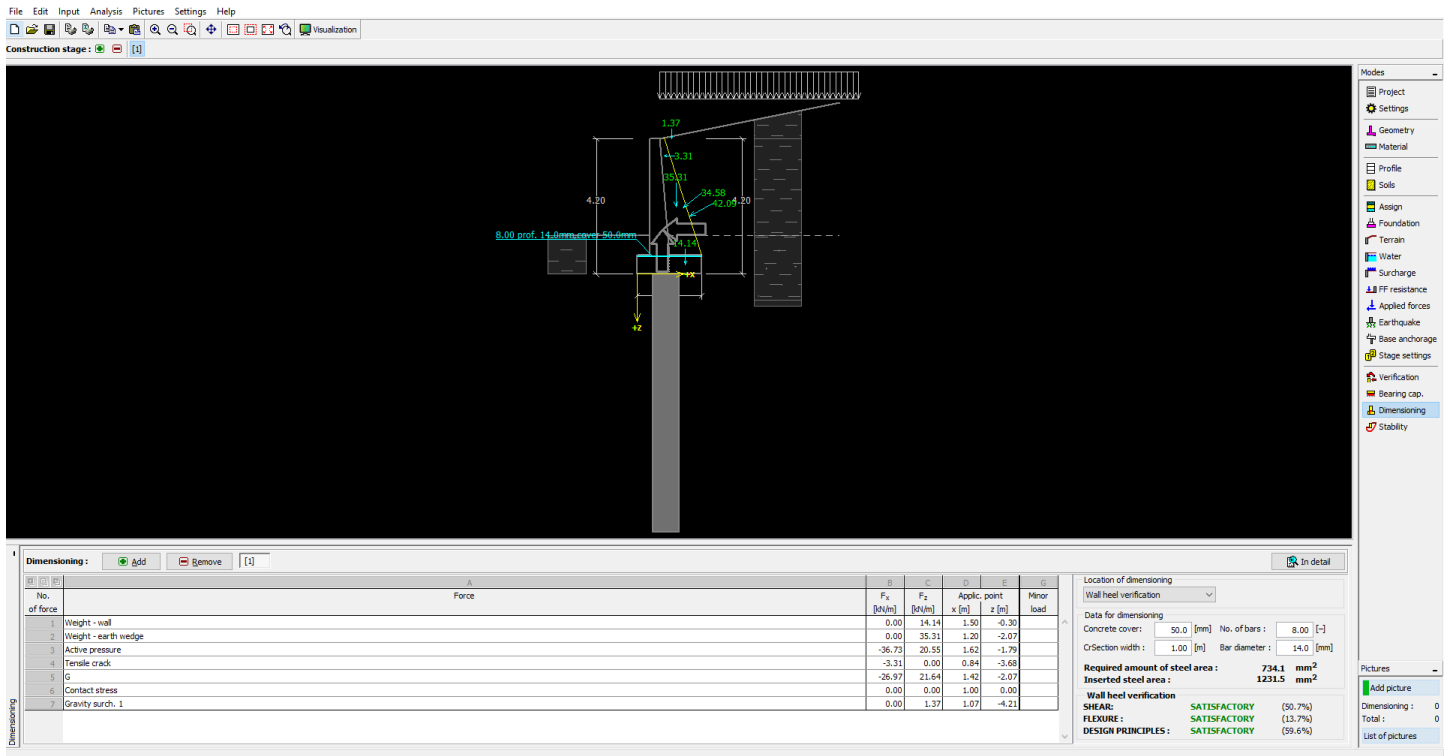 File Edit Input Analysis Pictures Settings Help
Visualization
Construction stage : [1]
1.37
3.31
35.31
34.58
42.09
4.20
4.20
8.00 prof. 14.0mm,cover 50.0mm
14.14
+x
+z
Modes
Project
Settings
Geometry
Material
Profile
Soils
Assign
Foundation
Terrain
Water
Surcharge
FF resistance
Applied forces
Earthquake
Base anchorage
Stage settings
Verification
Bearing cap.
Dimensioning
Stability
Dimensioning
Dimensioning : Add Remove [1] In detail
A B C D E G
No. Force Fx Fz Applic. point Minor
of force [kN/m] [kN/m] x [m] z [m] load
1 Weight - wall 0.00 14.14 1.50 -0.30
2 Weight - earth wedge 0.00 35.31 1.20 -2.07
3 Active pressure -36.73 20.55 1.62 -1.79
4 Tensile crack -3.31 0.00 0.84 -3.68
5 G -26.97 21.64 1.42 -2.07
6 Contact stress 0.00 0.00 1.00 0.00
7 Gravity surch. 1 0.00 1.37 1.07 -4.21
Location of dimensioning
Wall heel verification
Data for dimensioning
Concrete cover: 50.0 [mm] No. of bars : 8.00 [–]
CrSection width : 1.00 [m] Bar diameter : 14.0 [mm]
Required amount of steel area : 734.1 mm²
Inserted steel area : 1231.5 mm²
Wall heel verification
SHEAR: SATISFACTORY (50.7%)
FLEXURE : SATISFACTORY (13.7%)
DESIGN PRINCIPLES : SATISFACTORY (59.6%)
Pictures
Add picture
Dimensioning : 0
Total : 0
List of pictures